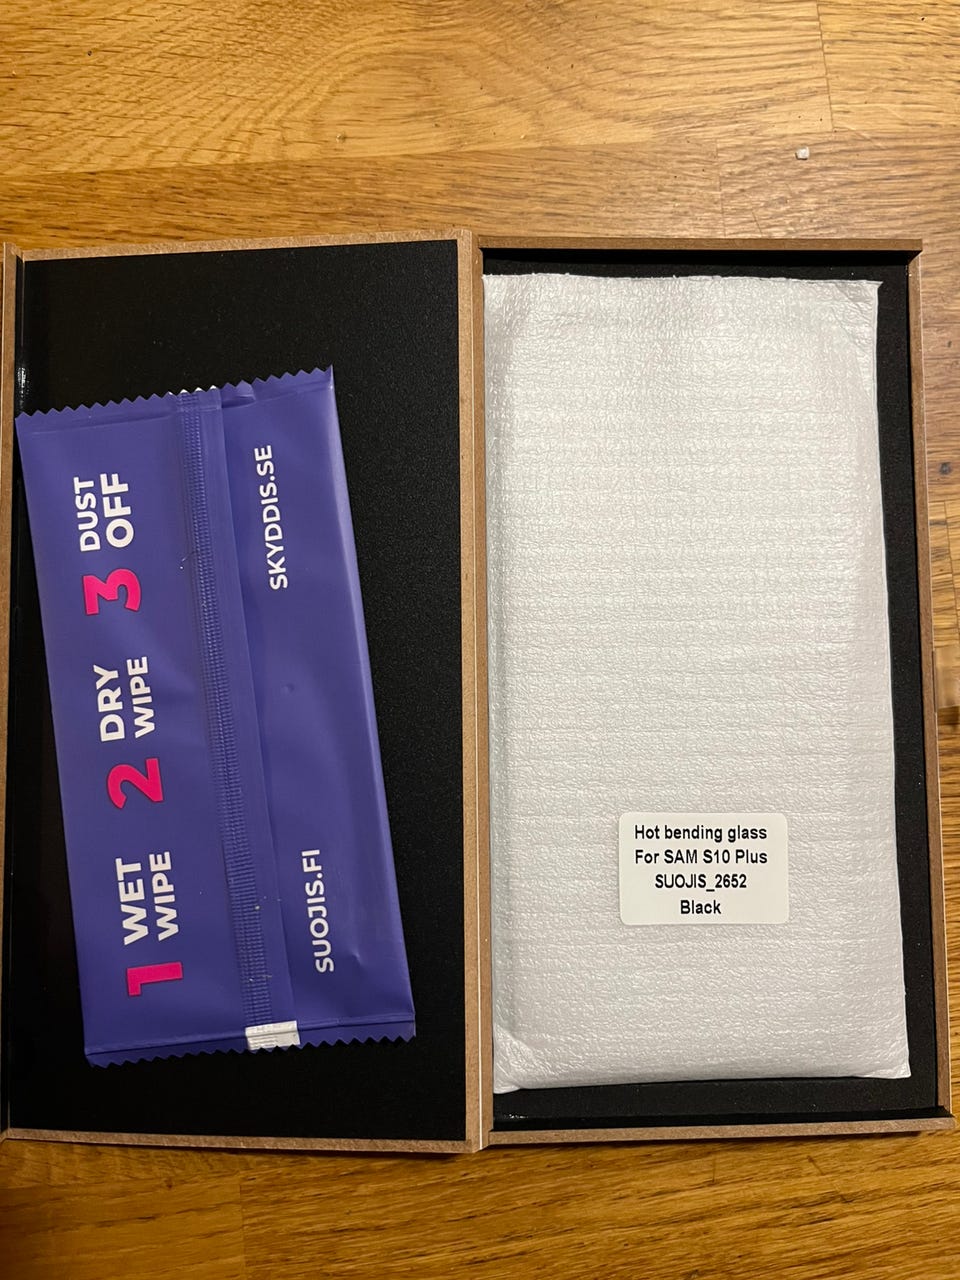 1 WET
WIPE
2 DRY
WIPE
3 DUST
OFF
SUOJIS.FI
SKYDDIS.SE
Hot bending glass
For SAM S10 Plus
SUOJIS_2652
Black